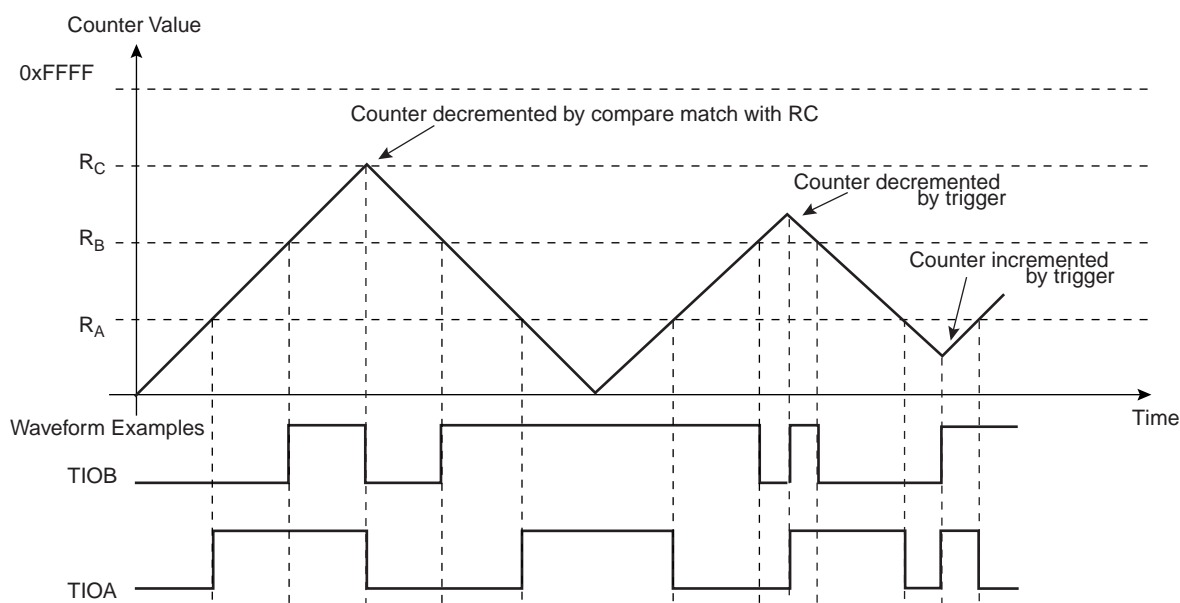 Counter Value
0xFFFF
Counter decremented by compare match with RC
RC
Counter decremented
by trigger
RB
Counter incremented
by trigger
RA
Time
Waveform Examples
TIOB
TIOA